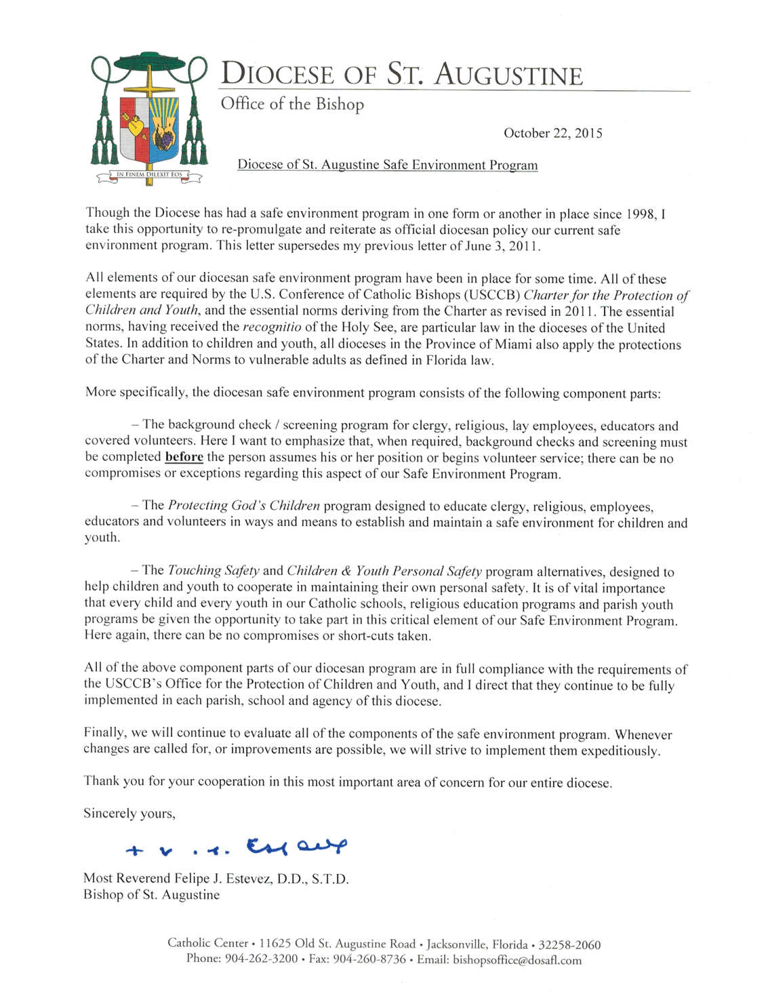 DIOCESE OF ST. AUGUSTINE
Office of the Bishop
October 22, 2015
Diocese of St. Augustine Safe Environment Program
IN FINEM DILEXIT EOS
Though the Diocese has had a safe environment program in one form or another in place since 1998, I
take this opportunity to re-promulgate and reiterate as official diocesan policy our current safe
environment program. This letter supersedes my previous letter of June 3, 2011.
All elements of our diocesan safe environment program have been in place for some time. All of these
elements are required by the U.S. Conference of Catholic Bishops (USCCB) Charter for the Protection of
Children and Youth, and the essential norms deriving from the Charter as revised in 2011. The essential
norms, having received the recognitio of the Holy See, are particular law in the dioceses of the United
States. In addition to children and youth, all dioceses in the Province of Miami also apply the protections
of the Charter and Norms to vulnerable adults as defined in Florida law.
More specifically, the diocesan safe environment program consists of the following component parts:
– The background check / screening program for clergy, religious, lay employees, educators and
covered volunteers. Here I want to emphasize that, when required, background checks and screening must
be completed before the person assumes his or her position or begins volunteer service; there can be no
compromises or exceptions regarding this aspect of our Safe Environment Program.
– The Protecting God's Children program designed to educate clergy, religious, employees,
educators and volunteers in ways and means to establish and maintain a safe environment for children and
youth.
– The Touching Safety and Children & Youth Personal Safety program alternatives, designed to
help children and youth to cooperate in maintaining their own personal safety. It is of vital importance
that every child and every youth in our Catholic schools, religious education programs and parish youth
programs be given the opportunity to take part in this critical element of our Safe Environment Program.
Here again, there can be no compromises or short-cuts taken.
All of the above component parts of our diocesan program are in full compliance with the requirements of
the USCCB's Office for the Protection of Children and Youth, and I direct that they continue to be fully
implemented in each parish, school and agency of this diocese.
Finally, we will continue to evaluate all of the components of the safe environment program. Whenever
changes are called for, or improvements are possible, we will strive to implement them expeditiously.
Thank you for your cooperation in this most important area of concern for our entire diocese.
Sincerely yours,
Most Reverend Felipe J. Estevez, D.D., S.T.D.
Bishop of St. Augustine
Catholic Center • 11625 Old St. Augustine Road • Jacksonville, Florida • 32258-2060
Phone: 904-262-3200 • Fax: 904-260-8736 • Email: bishopsoffice@dosafl.com